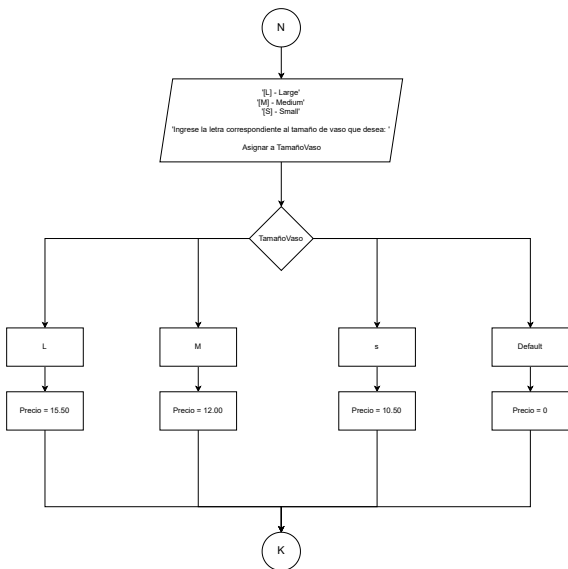 N
'[L] - Large'
'[M] - Medium'
'[S] - Small'
'Ingrese la letra correspondiente al tamaño de vaso que desea: '
Asignar a TamañoVaso
TamañoVaso
L
M
s
Default
Precio = 15.50
Precio = 12.00
Precio = 10.50
Precio = 0
K